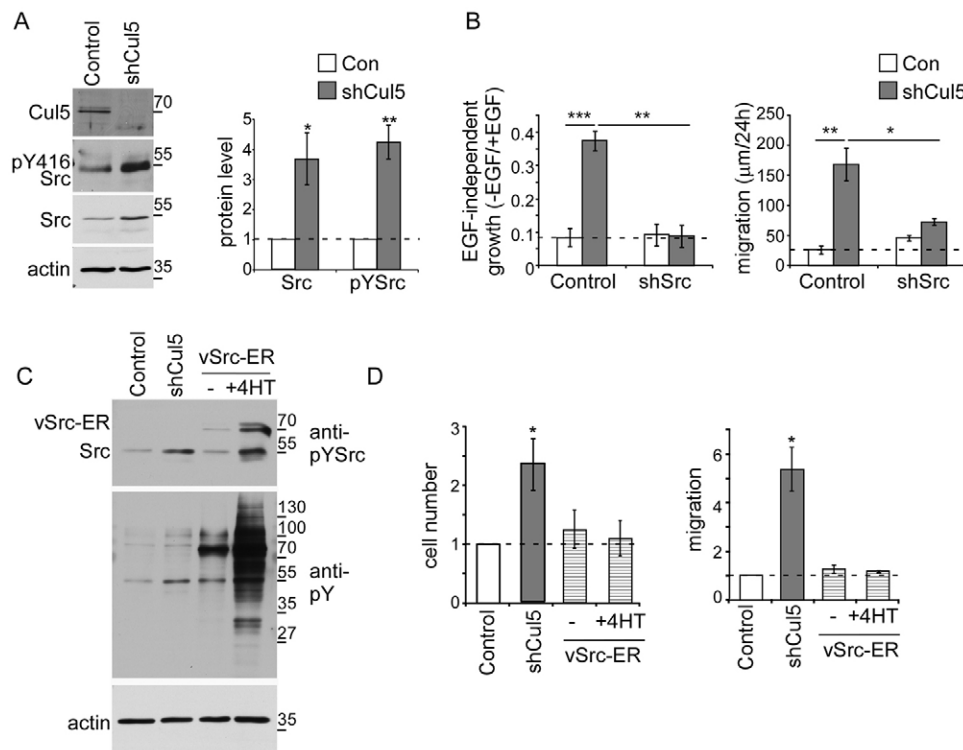 A
Control
shCul5
Cul5
70
pY416
Src
55
Src
55
actin
35
Con
shCul5
protein level
5
4
3
2
1
0
*
**
Src
pYSrc
B
EGF-independent
growth (-EGF/+EGF)
0.4
0.3
0.2
0.1
0
***
**
Control
shSrc
Con
shCul5
migration (μm/24h)
250
200
150
100
50
0
**
*
Control
shSrc
C
Control
shCul5
vSrc-ER
- +4HT
vSrc-ER
Src
70
55
anti-
pYSrc
130
100
70
55
35
27
anti-
pY
actin
35
D
cell number
3
2
1
0
*
Control
shCul5
- +4HT
vSrc-ER
migration
7
6
5
4
3
2
1
0
*
Control
shCul5
- +4HT
vSrc-ER